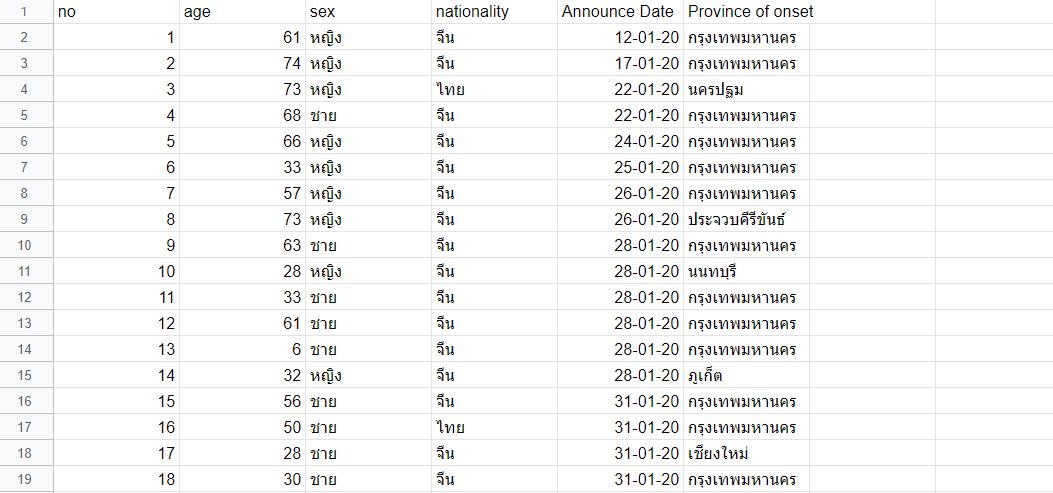 1 no age sex nationality Announce Date Province of onset
2 1 61 หญิง จีน 12-01-20 กรุงเทพมหานคร
3 2 74 หญิง จีน 17-01-20 กรุงเทพมหานคร
4 3 73 หญิง ไทย 22-01-20 นครปฐม
5 4 68 ชาย จีน 22-01-20 กรุงเทพมหานคร
6 5 66 หญิง จีน 24-01-20 กรุงเทพมหานคร
7 6 33 หญิง จีน 25-01-20 กรุงเทพมหานคร
8 7 57 หญิง จีน 26-01-20 กรุงเทพมหานคร
9 8 73 หญิง จีน 26-01-20 ประจวบคีรีขันธ์
10 9 63 ชาย จีน 28-01-20 กรุงเทพมหานคร
11 10 28 หญิง จีน 28-01-20 นนทบุรี
12 11 33 ชาย จีน 28-01-20 กรุงเทพมหานคร
13 12 61 ชาย จีน 28-01-20 กรุงเทพมหานคร
14 13 6 ชาย จีน 28-01-20 กรุงเทพมหานคร
15 14 32 หญิง จีน 28-01-20 ภูเก็ต
16 15 56 ชาย จีน 31-01-20 กรุงเทพมหานคร
17 16 50 ชาย ไทย 31-01-20 กรุงเทพมหานคร
18 17 28 ชาย จีน 31-01-20 เชียงใหม่
19 18 30 ชาย จีน 31-01-20 กรุงเทพมหานคร